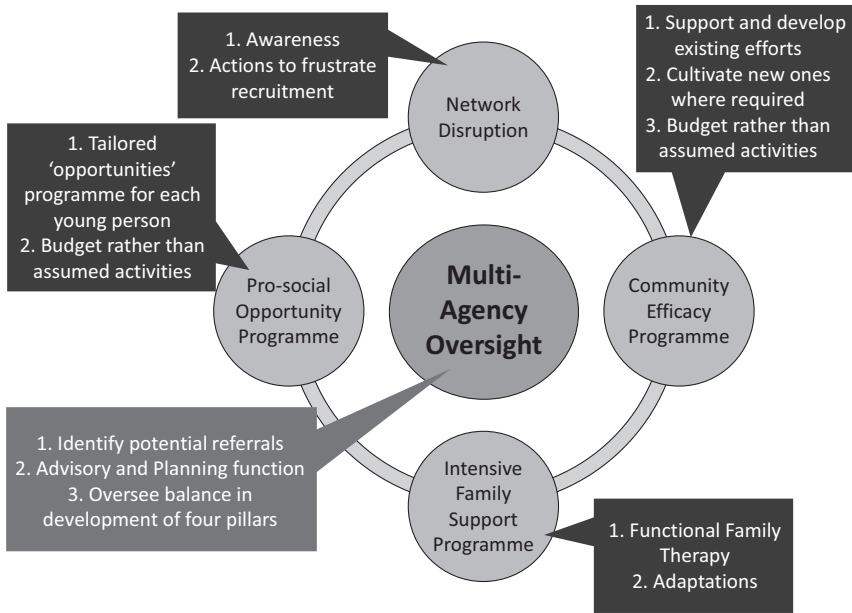 1. Awareness
2. Actions to frustrate
recruitment
1. Support and develop
existing efforts
2. Cultivate new ones
where required
3. Budget rather than
assumed activities
Network
Disruption
1. Tailored
‘opportunities’
programme for each
young person
2. Budget rather than
assumed activities
Pro-social
Opportunity
Programme
Multi-
Agency
Oversight
Community
Efficacy
Programme
1. Identify potential referrals
2. Advisory and Planning function
3. Oversee balance in
development of four pillars
Intensive
Family
Support
Programme
1. Functional Family
Therapy
2. Adaptations